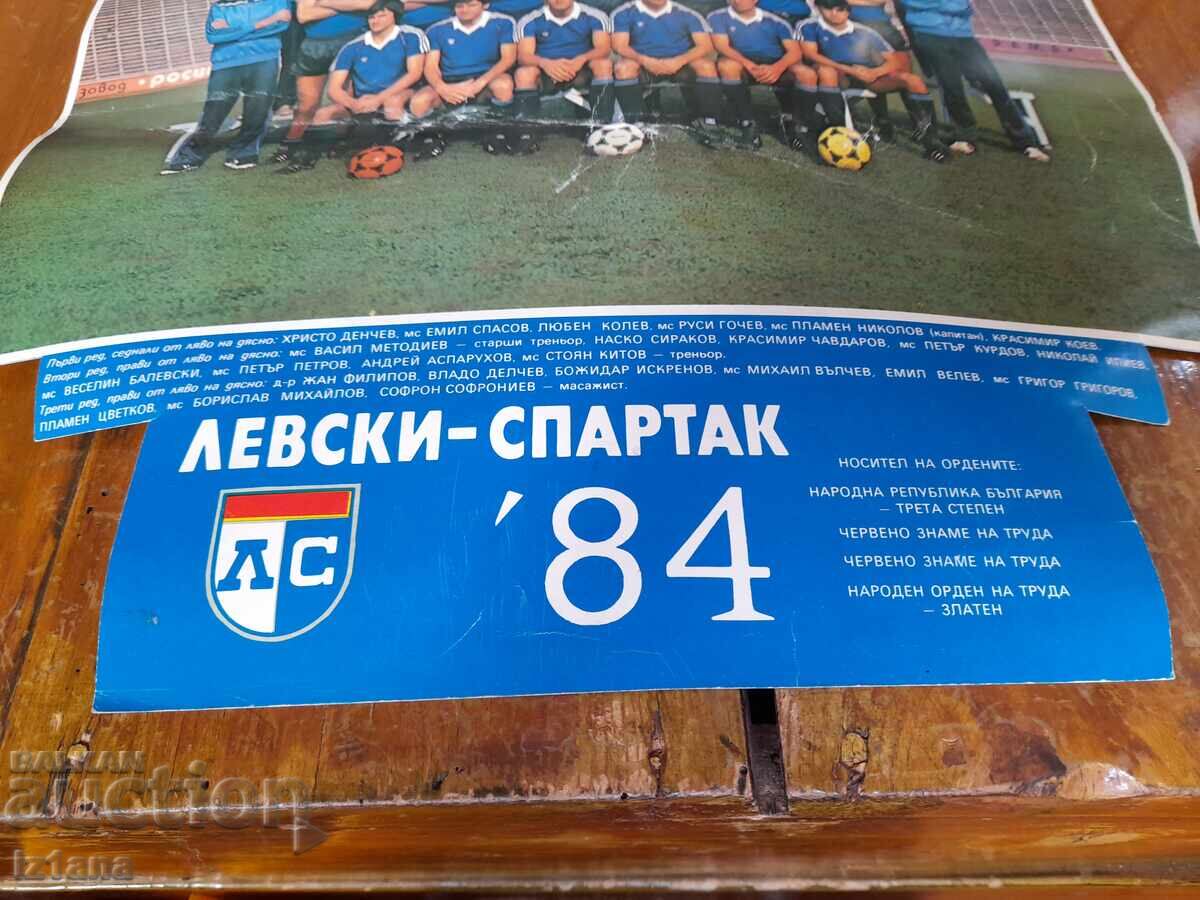 зовод • росин
Първи ред, седнали от ляво на дясно: ХРИСТО ДЕНЧЕВ, мс ЕМИЛ СПАСОВ, ЛЮБЕН КОЛЕВ, мс РУСИ ГОЧЕВ, мс ПЛАМЕН НИКОЛОВ (капитан), КРАСИМИР КОЕВ.
Втори ред, прави от ляво на дясно: мс ВАСИЛ МЕТОДИЕВ — старши треньор, НАСКО СИРАКОВ, КРАСИМИР ЧАВДАРОВ, мс ПЕТЪР КУРДОВ, НИКОЛАЙ ИЛИЕВ,
мс ВЕСЕЛИН БАЛЕВСКИ, мс ПЕТЪР ПЕТРОВ, АНДРЕЙ АСПАРУХОВ, мс СТОЯН КИТОВ — треньор.
Трети ред, прави от ляво на дясно: д-р ЖАН ФИЛИПОВ, ВЛАДО ДЕЛЧЕВ, БОЖИДАР ИСКРЕНОВ, мс МИХАИЛ ВЪЛЧЕВ, ЕМИЛ ВЕЛЕВ, мс ГРИГОР ГРИГОРОВ,
ПЛАМЕН ЦВЕТКОВ, мс БОРИСЛАВ МИХАЙЛОВ, СОФРОН СОФРОНИЕВ — масажист.
ЛЕВСКИ-СПАРТАК
'84
ЛС
НОСИТЕЛ НА ОРДЕНИТЕ:
НАРОДНА РЕПУБЛИКА БЪЛГАРИЯ
— ТРЕТА СТЕПЕН
ЧЕРВЕНО ЗНАМЕ НА ТРУДА
ЧЕРВЕНО ЗНАМЕ НА ТРУДА
НАРОДЕН ОРДЕН НА ТРУДА
— ЗЛАТЕН
BALKAN
auction
iz1ana